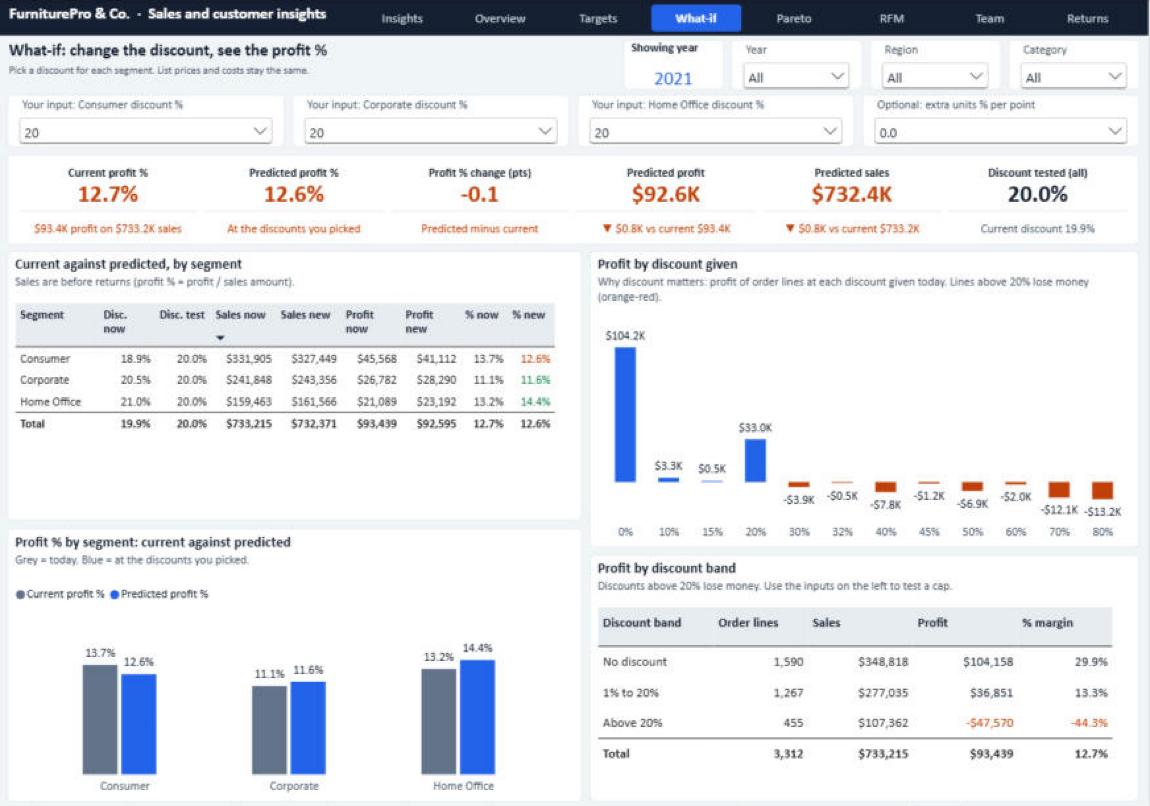 FurniturePro & Co. · Sales and customer insights
Insights Overview Targets What-if Pareto RFM Team Returns
What-if: change the discount, see the profit %
Pick a discount for each segment. List prices and costs stay the same.
Showing year
2021
Year
All
Region
All
Category
All
Your input: Consumer discount %
20
Your input: Corporate discount %
20
Your input: Home Office discount %
20
Optional: extra units % per point
0.0
Current profit %
12.7%
$93.4K profit on $733.2K sales
Predicted profit %
12.6%
At the discounts you picked
Profit % change (pts)
-0.1
Predicted minus current
Predicted profit
$92.6K
▼ $0.8K vs current $93.4K
Predicted sales
$732.4K
▼ $0.8K vs current $733.2K
Discount tested (all)
20.0%
Current discount 19.9%
Current against predicted, by segment
Sales are before returns (profit % = profit / sales amount).
Segment Disc. now Disc. test Sales now Sales new Profit now Profit new % now % new
Consumer 18.9% 20.0% $331,905 $327,449 $45,568 $41,112 13.7% 12.6%
Corporate 20.5% 20.0% $241,848 $243,356 $26,782 $28,290 11.1% 11.6%
Home Office 21.0% 20.0% $159,463 $161,566 $21,089 $23,192 13.2% 14.4%
Total 19.9% 20.0% $733,215 $732,371 $93,439 $92,595 12.7% 12.6%
Profit % by segment: current against predicted
Grey = today. Blue = at the discounts you picked.
Current profit % Predicted profit %
13.7% 12.6% 11.1% 11.6% 13.2% 14.4%
Consumer Corporate Home Office
Profit by discount given
Why discount matters: profit of order lines at each discount given today. Lines above 20% lose money
(orange-red).
$104.2K $3.3K $0.5K $33.0K -$3.9K -$0.5K -$7.8K -$1.2K -$6.9K -$2.0K -$12.1K -$13.2K
0% 10% 15% 20% 30% 32% 40% 45% 50% 60% 70% 80%
Profit by discount band
Discounts above 20% lose money. Use the inputs on the left to test a cap.
Discount band Order lines Sales Profit % margin
No discount 1,590 $348,818 $104,158 29.9%
1% to 20% 1,267 $277,035 $36,851 13.3%
Above 20% 455 $107,362 -$47,570 -44.3%
Total 3,312 $733,215 $93,439 12.7%